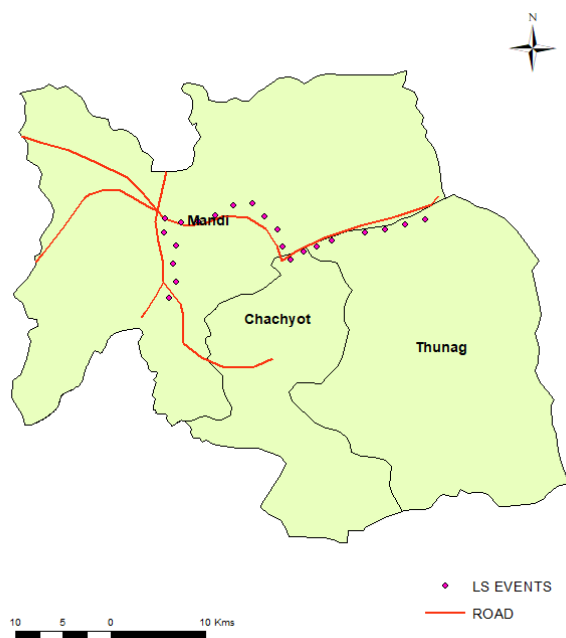 N
Mandi
Chachyot
Thunag
LS EVENTS
ROAD
10 5 0 10 Kms